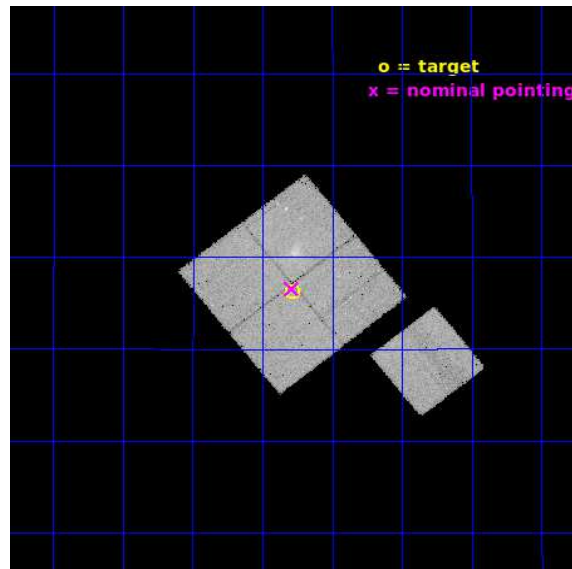 o = target
x = nominal pointing